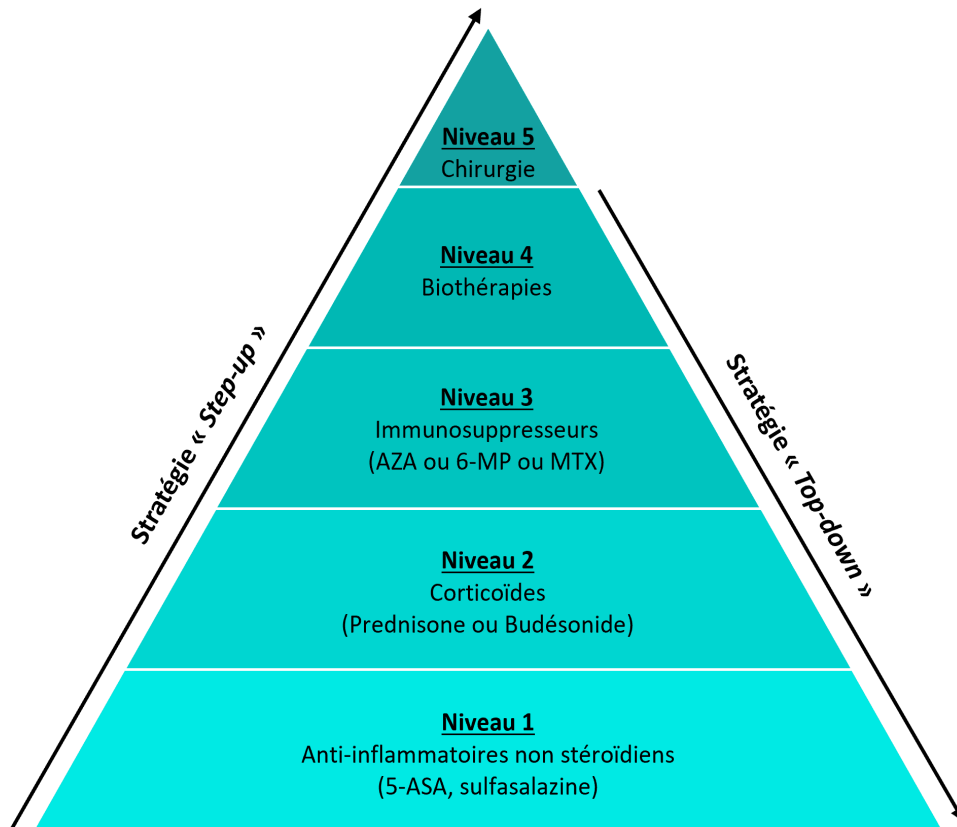 Niveau 5
Chirurgie
Niveau 4
Biothérapies
Stratégie « Step-up »
Stratégie « Top-down »
Niveau 3
Immunosuppresseurs
(AZA ou 6-MP ou MTX)
Niveau 2
Corticoïdes
(Prednisone ou Budésonide)
Niveau 1
Anti-inflammatoires non stéroïdiens
(5-ASA, sulfasalazine)